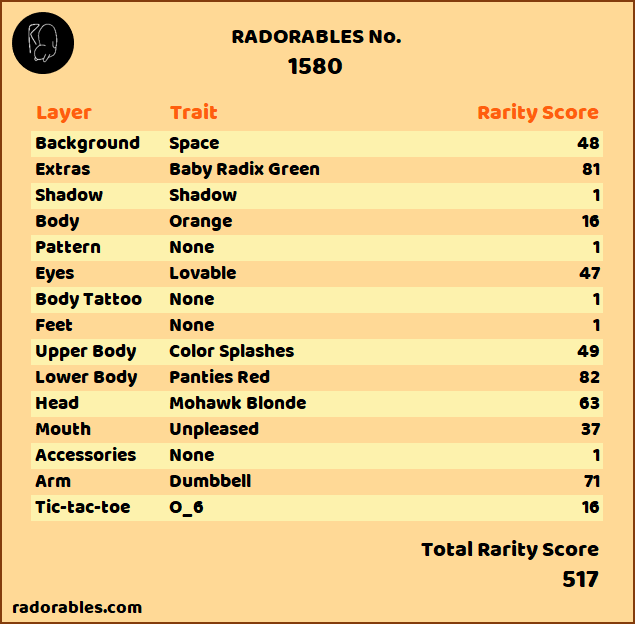 RADORABLES No.
1580
Layer Trait Rarity Score
Background Space 48
Extras Baby Radix Green 81
Shadow Shadow 1
Body Orange 16
Pattern None 1
Eyes Lovable 47
Body Tattoo None 1
Feet None 1
Upper Body Color Splashes 49
Lower Body Panties Red 82
Head Mohawk Blonde 63
Mouth Unpleased 37
Accessories None 1
Arm Dumbbell 71
Tic-tac-toe O_6 16
Total Rarity Score
517
radorables.com